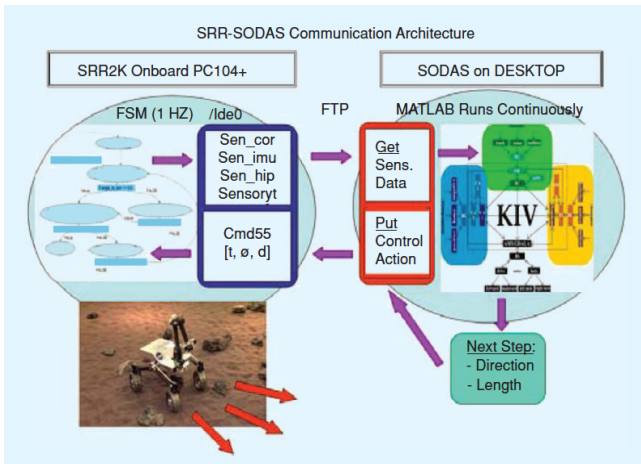 SRR-SODAS Communication Architecture
SRR2K Onboard PC104+
SODAS on DESKTOP
FSM (1 HZ) /Ide0
FTP
MATLAB Runs Continuously
Sen_cor
Sen_imu
Sen_hip
Sensoryt
Cmd55
[t, ø, d]
Get
Sens.
Data
Put
Control
Action
KIV
Next Step:
- Direction
- Length